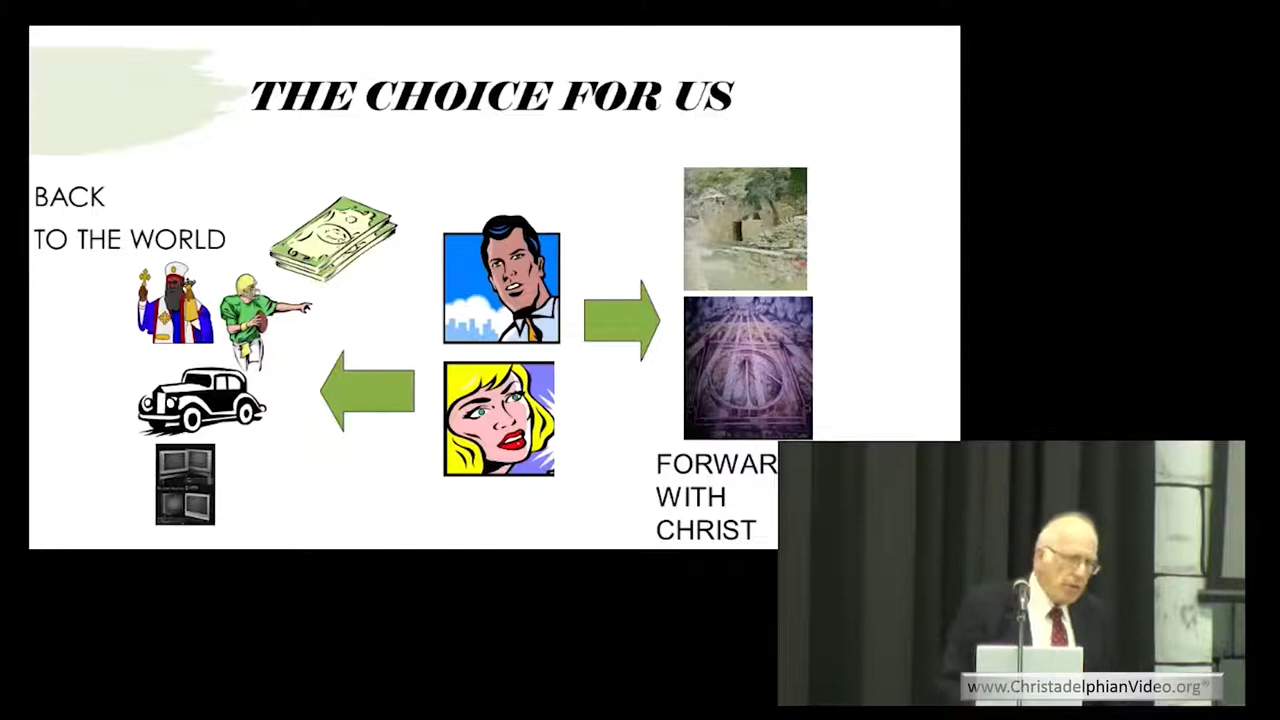 THE CHOICE FOR US
BACK
TO THE WORLD
FORWAR
WITH
CHRIST
www.ChristadelphianVideo.org®